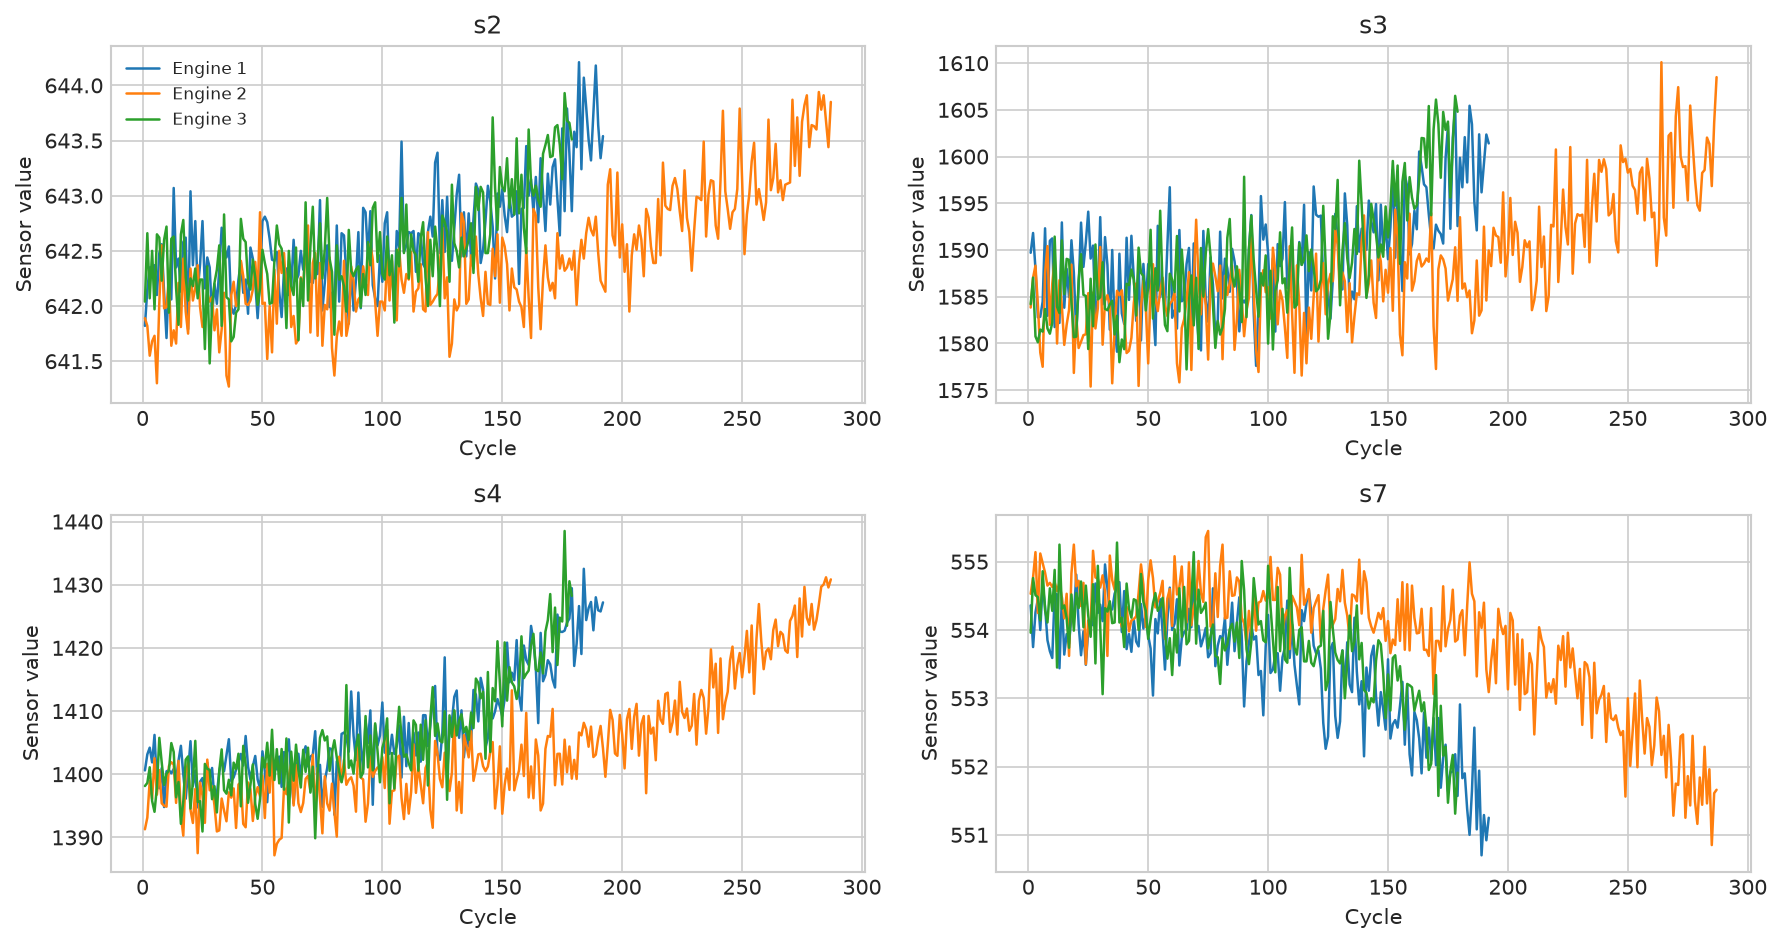 s2
644.0
643.5
643.0
642.5
642.0
641.5
Sensor value
Engine 1
Engine 2
Engine 3
0 50 100 150 200 250 300
Cycle
s3
1610
1605
1600
1595
1590
1585
1580
1575
Sensor value
0 50 100 150 200 250 300
Cycle
s4
1440
1430
1420
1410
1400
1390
Sensor value
0 50 100 150 200 250 300
Cycle
s7
555
554
553
552
551
Sensor value
0 50 100 150 200 250 300
Cycle